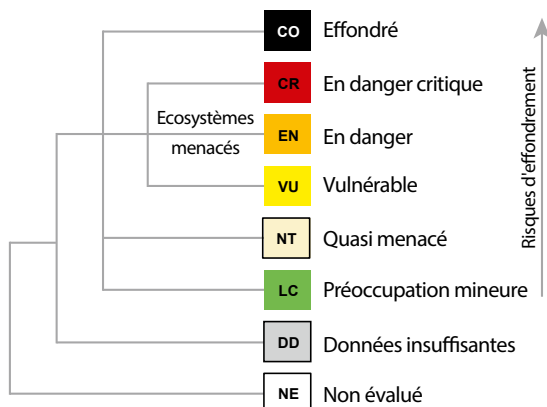 CO Effondré
CR En danger critique
Ecosystèmes
menacés
EN En danger
VU Vulnérable
NT Quasi menacé
LC Préoccupation mineure
DD Données insuffisantes
NE Non évalué
Risques d'effondrement